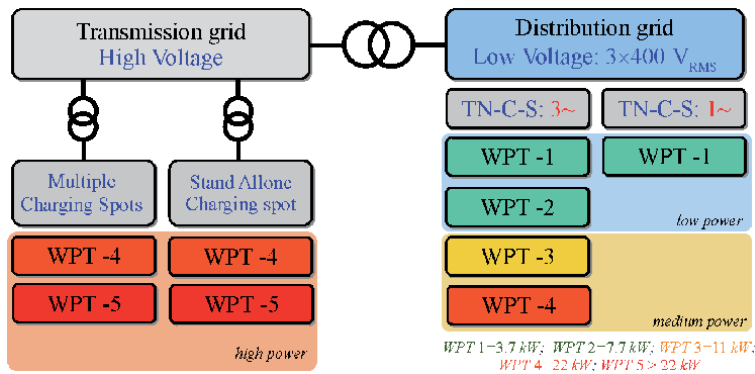 Transmission grid
High Voltage
Distribution grid
Low Voltage: 3×400 V_RMS
TN-C-S: 3~
TN-C-S: 1~
Multiple
Charging Spots
Stand Allone
Charging spot
WPT -1
WPT -1
WPT -2
low power
WPT -4
WPT -4
WPT -5
WPT -5
high power
WPT -3
WPT -4
medium power
WPT 1=3.7 kW; WPT 2=7.7 kW; WPT 3=11 kW;
WPT 4 22 kW; WPT 5 > 22 kW